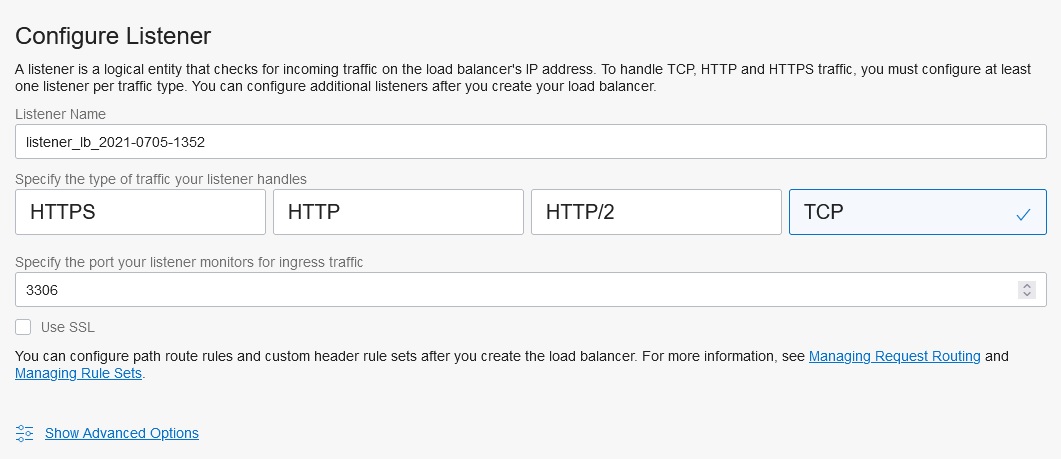 Configure Listener
A listener is a logical entity that checks for incoming traffic on the load balancer's IP address. To handle TCP, HTTP and HTTPS traffic, you must configure at least
one listener per traffic type. You can configure additional listeners after you create your load balancer.
Listener Name
listener_lb_2021-0705-1352
Specify the type of traffic your listener handles
HTTPS HTTP HTTP/2 TCP
Specify the port your listener monitors for ingress traffic
3306
Use SSL
You can configure path route rules and custom header rule sets after you create the load balancer. For more information, see Managing Request Routing and
Managing Rule Sets.
Show Advanced Options